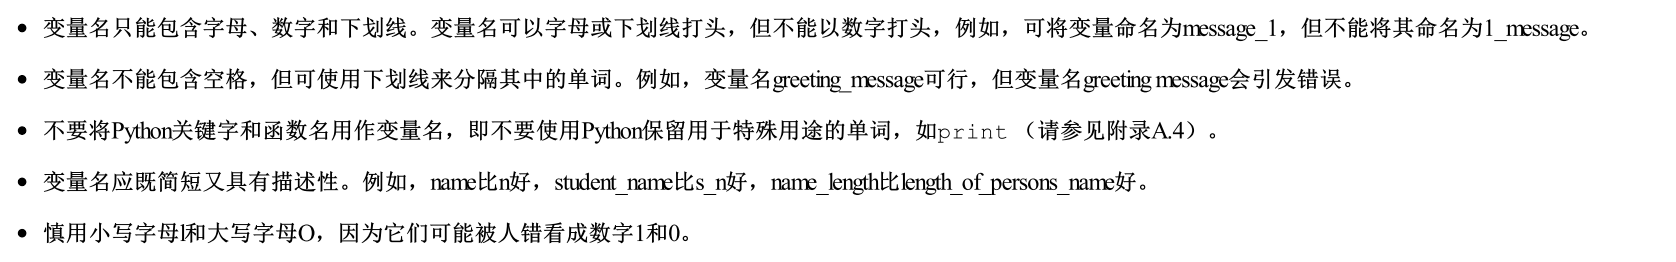 • 变量名只能包含字母、数字和下划线。变量名可以字母或下划线打头，但不能以数字打头，例如，可将变量命名为message_1，但不能将其命名为1_message。
• 变量名不能包含空格，但可使用下划线来分隔其中的单词。例如，变量名greeting_message可行，但变量名greeting message会引发错误。
• 不要将Python关键字和函数名用作变量名，即不要使用Python保留用于特殊用途的单词，如print （请参见附录A.4）。
• 变量名应既简短又具有描述性。例如，name比n好，student_name比s_n好，name_length比length_of_persons_name好。
• 慎用小写字母l和大写字母O，因为它们可能被人错看成数字1和0。